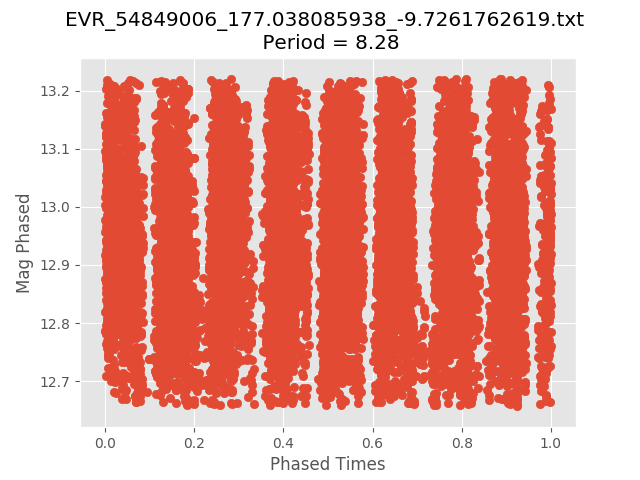 EVR_54849006_177.038085938_-9.7261762619.txt
Period = 8.28
13.2
13.1
13.0
12.9
12.8
12.7
Mag Phased
0.0 0.2 0.4 0.6 0.8 1.0
Phased Times